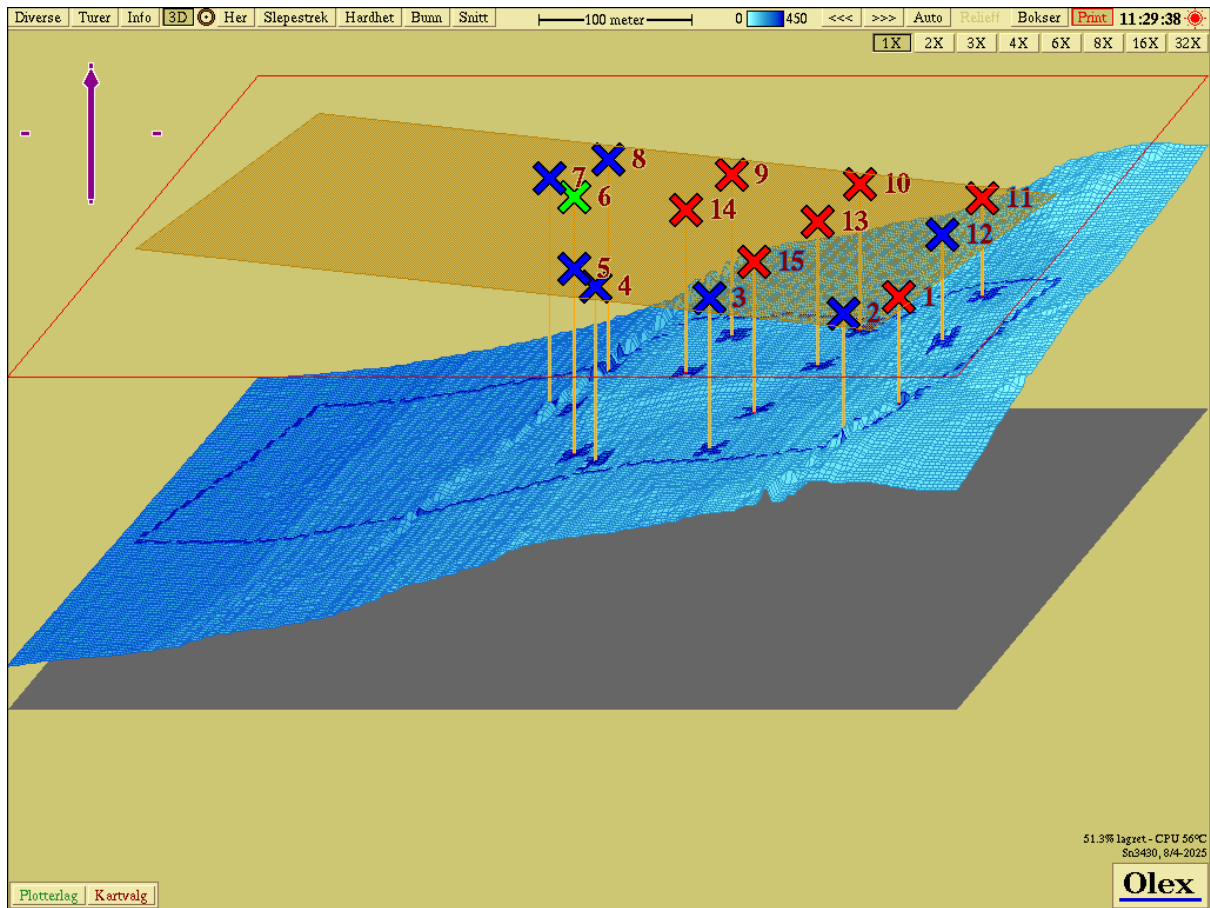 Diverse Turer Info 3D Her Slepestrek Hardhet Bunn Snitt 100 meter 0 450 <<< >>> Auto Relieff Bokser Print 11:29:38
1X 2X 3X 4X 6X 8X 16X 32X
8
7
9
6
10
11
14
13
12
15
5
4
3
1
2
51.3% lagret - CPU 56°C
Sn3430, 8/4-2025
Plotterlag Kartvalg
Olex